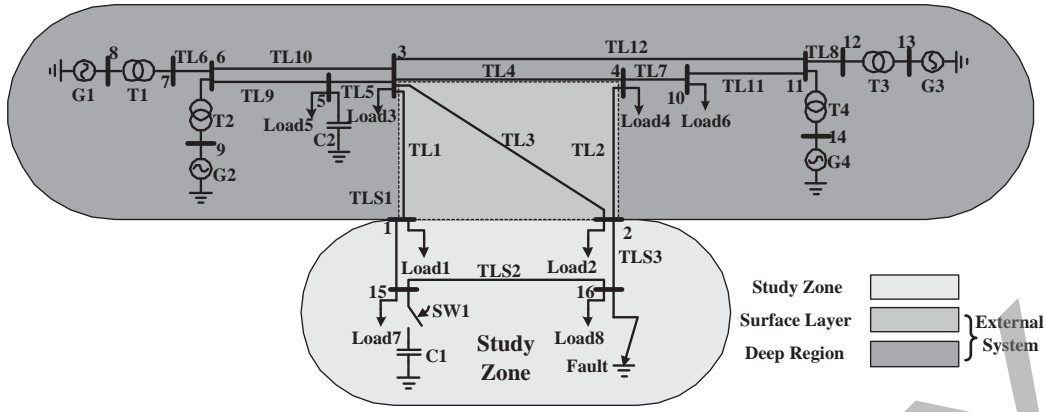 8
TL6
6
TL10
3
TL12
TL8
12
13
G1
T1
7
TL9
5
TL5
TL4
4
TL7
10
TL11
11
T3
G3
T2
Load5
C2
Load3
Load4
Load6
T4
9
G2
TL1
TL3
TL2
14
G4
TLS1
1
2
Load1
Load2
TLS3
TLS2
15
16
SW1
Load7
C1
Load8
Fault
Study
Zone
Study Zone
Surface Layer
Deep Region
External
System